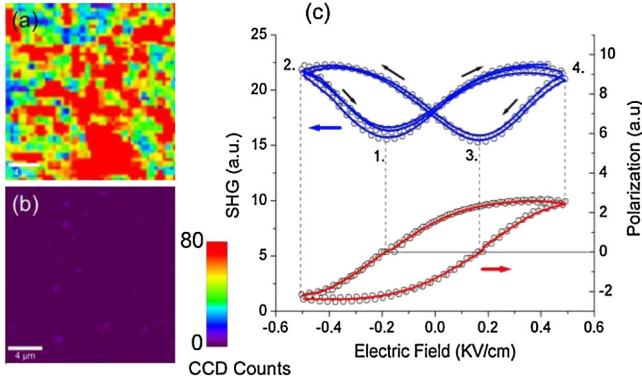 (a)
4 µm
(b)
4 µm
80
0
CCD Counts
(c)
25
20
15
10
5
0
SHG (a.u.)
10
8
6
4
2
0
-2
Polarization (a.u)
2.
4.
1.
3.
-0.6 -0.4 -0.2 0.0 0.2 0.4 0.6
Electric Field (KV/cm)